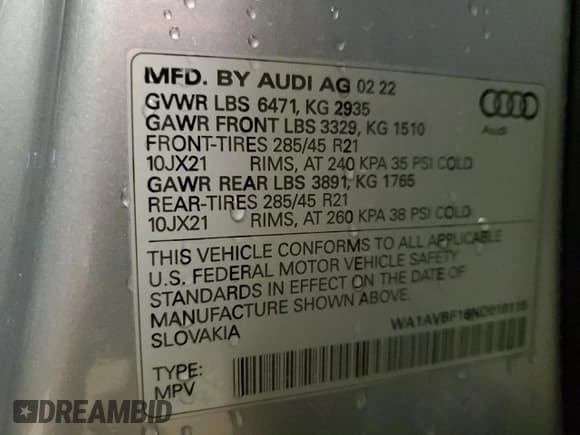 MFD. BY AUDI AG 02 22
GVWR LBS 6471, KG 2935
GAWR FRONT LBS 3329, KG 1510
FRONT-TIRES 285/45 R21
10JX21 RIMS, AT 240 KPA 35 PSI COLD
GAWR REAR LBS 3891, KG 1765
REAR-TIRES 285/45 R21
10JX21 RIMS, AT 260 KPA 38 PSI COLD
Audi
THIS VEHICLE CONFORMS TO ALL APPLICABLE
U.S. FEDERAL MOTOR VEHICLE SAFETY
STANDARDS IN EFFECT ON THE DATE OF
MANUFACTURE SHOWN ABOVE.
SLOVAKIA
TYPE:
MPV
DREAMBID